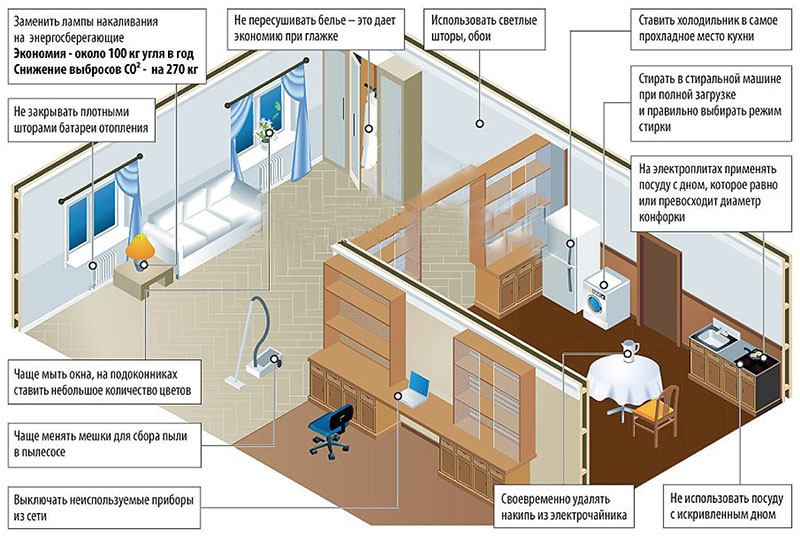 Заменить лампы накаливания
на энергосберегающие
Экономия - около 100 кг угля в год
Снижение выбросов CO² - на 270 кг
Не пересушивать белье – это дает
экономию при глажке
Использовать светлые
шторы, обои
Ставить холодильник в самое
прохладное место кухни
Не закрывать плотными
шторами батареи отопления
Стирать в стиральной машине
при полной загрузке
и правильно выбирать режим
стирки
На электроплитах применять
посуду с дном, которое равно
или превосходит диаметр
конфорки
Чаще мыть окна, на подоконниках
ставить небольшое количество цветов
Чаще менять мешки для сбора пыли
в пылесосе
Выключать неиспользуемые приборы
из сети
Своевременно удалять
накипь из электрочайника
Не использовать посуду
с искривленным дном